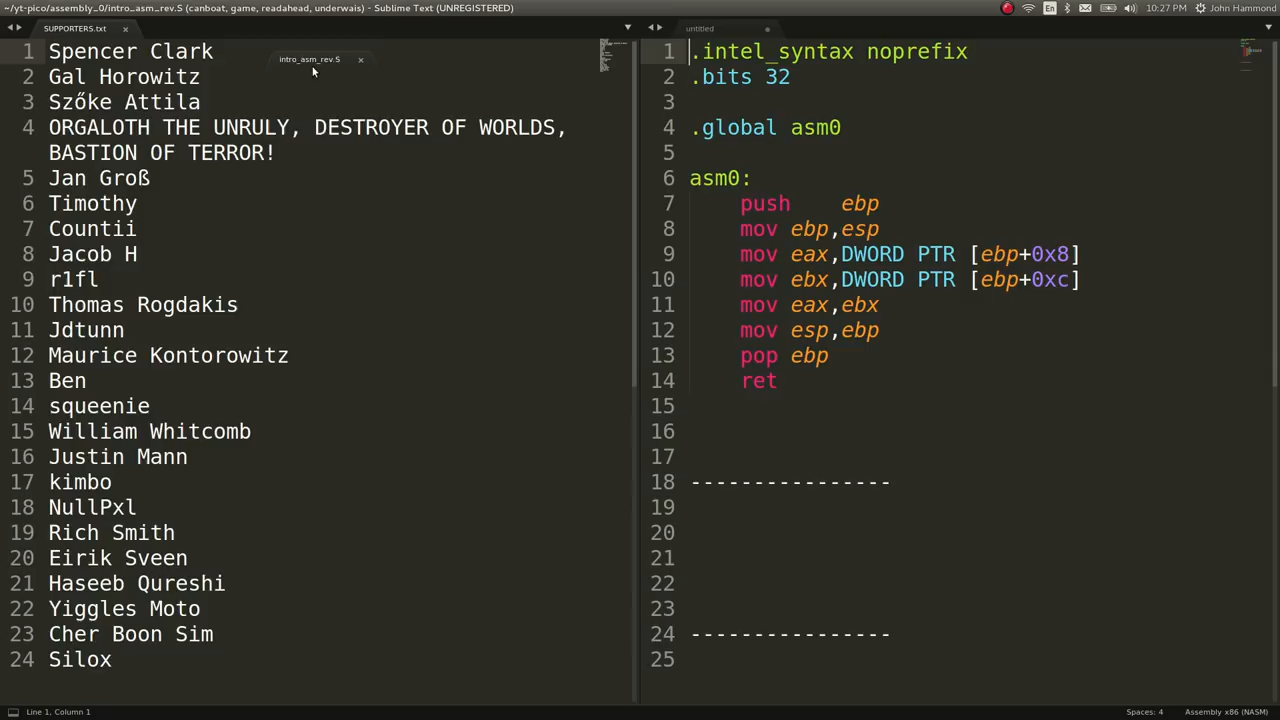 ~/yt-pico/assembly_0/intro_asm_rev.S (canboat, game, readahead, underwais) - Sublime Text (UNREGISTERED)
En
10:27 PM
John Hammond
SUPPORTERS.txt ×
intro_asm_rev.S ×
1 Spencer Clark
2 Gal Horowitz
3 Szőke Attila
4 ORGALOTH THE UNRULY, DESTROYER OF WORLDS,
BASTION OF TERROR!
5 Jan Groß
6 Timothy
7 Countii
8 Jacob H
9 r1fl
10 Thomas Rogdakis
11 Jdtunn
12 Maurice Kontorowitz
13 Ben
14 squeenie
15 William Whitcomb
16 Justin Mann
17 kimbo
18 NullPxl
19 Rich Smith
20 Eirik Sveen
21 Haseeb Qureshi
22 Yiggles Moto
23 Cher Boon Sim
24 Silox
untitled
1 .intel_syntax noprefix
2 .bits 32
3
4 .global asm0
5
6 asm0:
7 push    ebp
8 mov ebp,esp
9 mov eax,DWORD PTR [ebp+0x8]
10 mov ebx,DWORD PTR [ebp+0xc]
11 mov eax,ebx
12 mov esp,ebp
13 pop ebp
14 ret
15
16
17
18 ----------------
19
20
21
22
23
24 ----------------
25
Line 1, Column 1
Spaces: 4
Assembly x86 (NASM)